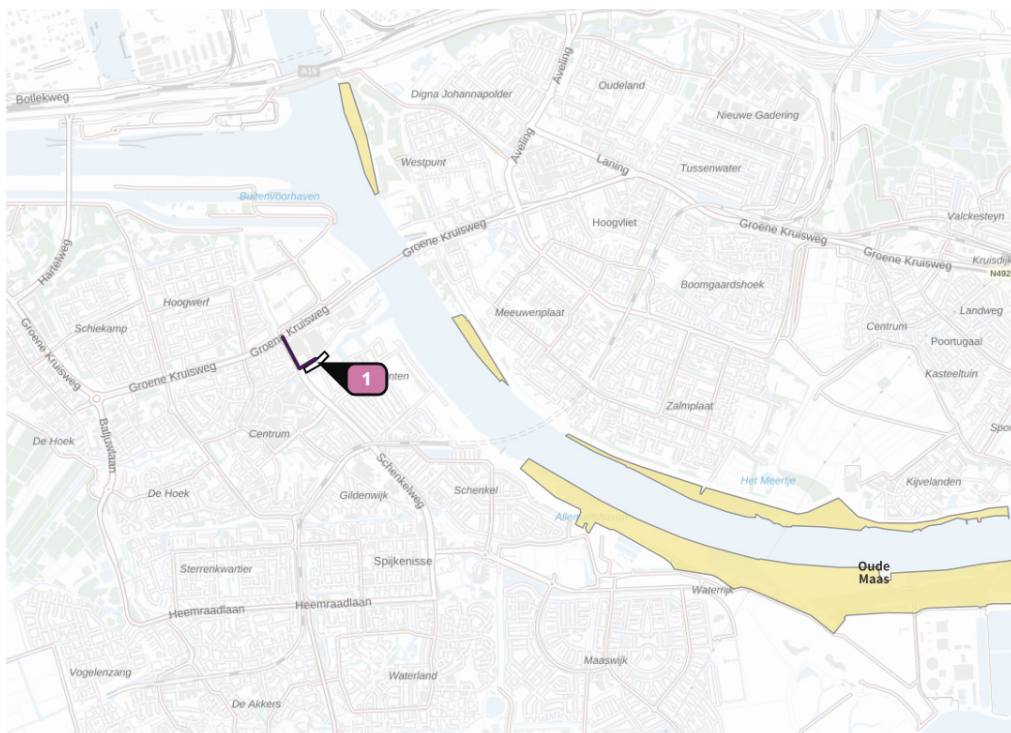 A15
Botlekweg
Digna Johannapolder
Aveling
Oudeland
Nieuwe Gadering
Westpunt
Aveling
Laning
Tussenwater
Buitenvoorhaven
Hartelweg
Groene Kruisweg
Hoogvliet
Groene Kruisweg
Valckesteyn
Groene Kruisweg
Kruisdijk
N492
Hoogwerf
Boomgaardshoek
Schiekamp
Groene Kruisweg
Meeuwenplaat
Landweg
Centrum
Poortugaal
Groene Kruisweg
Groene Kruisweg
1
nten
Kasteeltuin
Zalmplaat
De Hoek
Baljuwlaan
Centrum
Spor
Schenkelweg
Het Meertje
Kijvelanden
De Hoek
Gildenwijk
Schenkel
Alle
Spijkenisse
Sterrenkwartier
Oude
Maas
Waterrijk
Heemraadlaan
Heemraadlaan
Maaswijk
Vogelenzang
Waterland
De Akkers